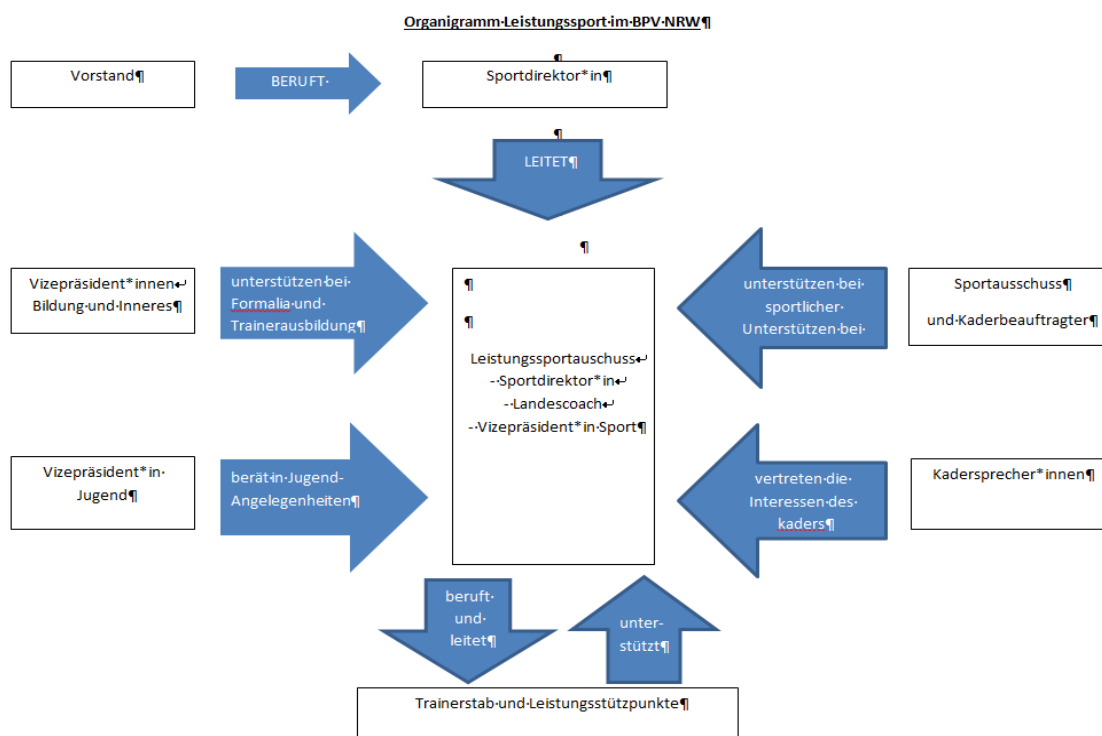 Organigramm·Leistungssport·im·BPV·NRW¶
¶
Vorstand¶
BERUFT·
Sportdirektor*in¶
¶
LEITET¶
¶
Vizepräsident*innen↵
Bildung·und·Inneres¶
unterstützen·bei·
Formalia·und·
Trainerausbildung¶
¶
¶
Leistungssportauschuss↵
-·Sportdirektor*in↵
-·Landescoach↵
-·Vizepräsident*in·Sport¶
unterstützen·bei·
sportlicher·
Unterstützen·bei·
Sportausschuss¶
und·Kaderbeauftragter¶
Vizepräsident*in·
Jugend¶
berät·in·Jugend-
Angelegenheiten¶
vertreten·die·
Interessen·des·
kaders¶
Kadersprecher*innen¶
beruft·
und·
leitet¶
unter-
stützt¶
Trainerstab·und·Leistungsstützpunkte¶